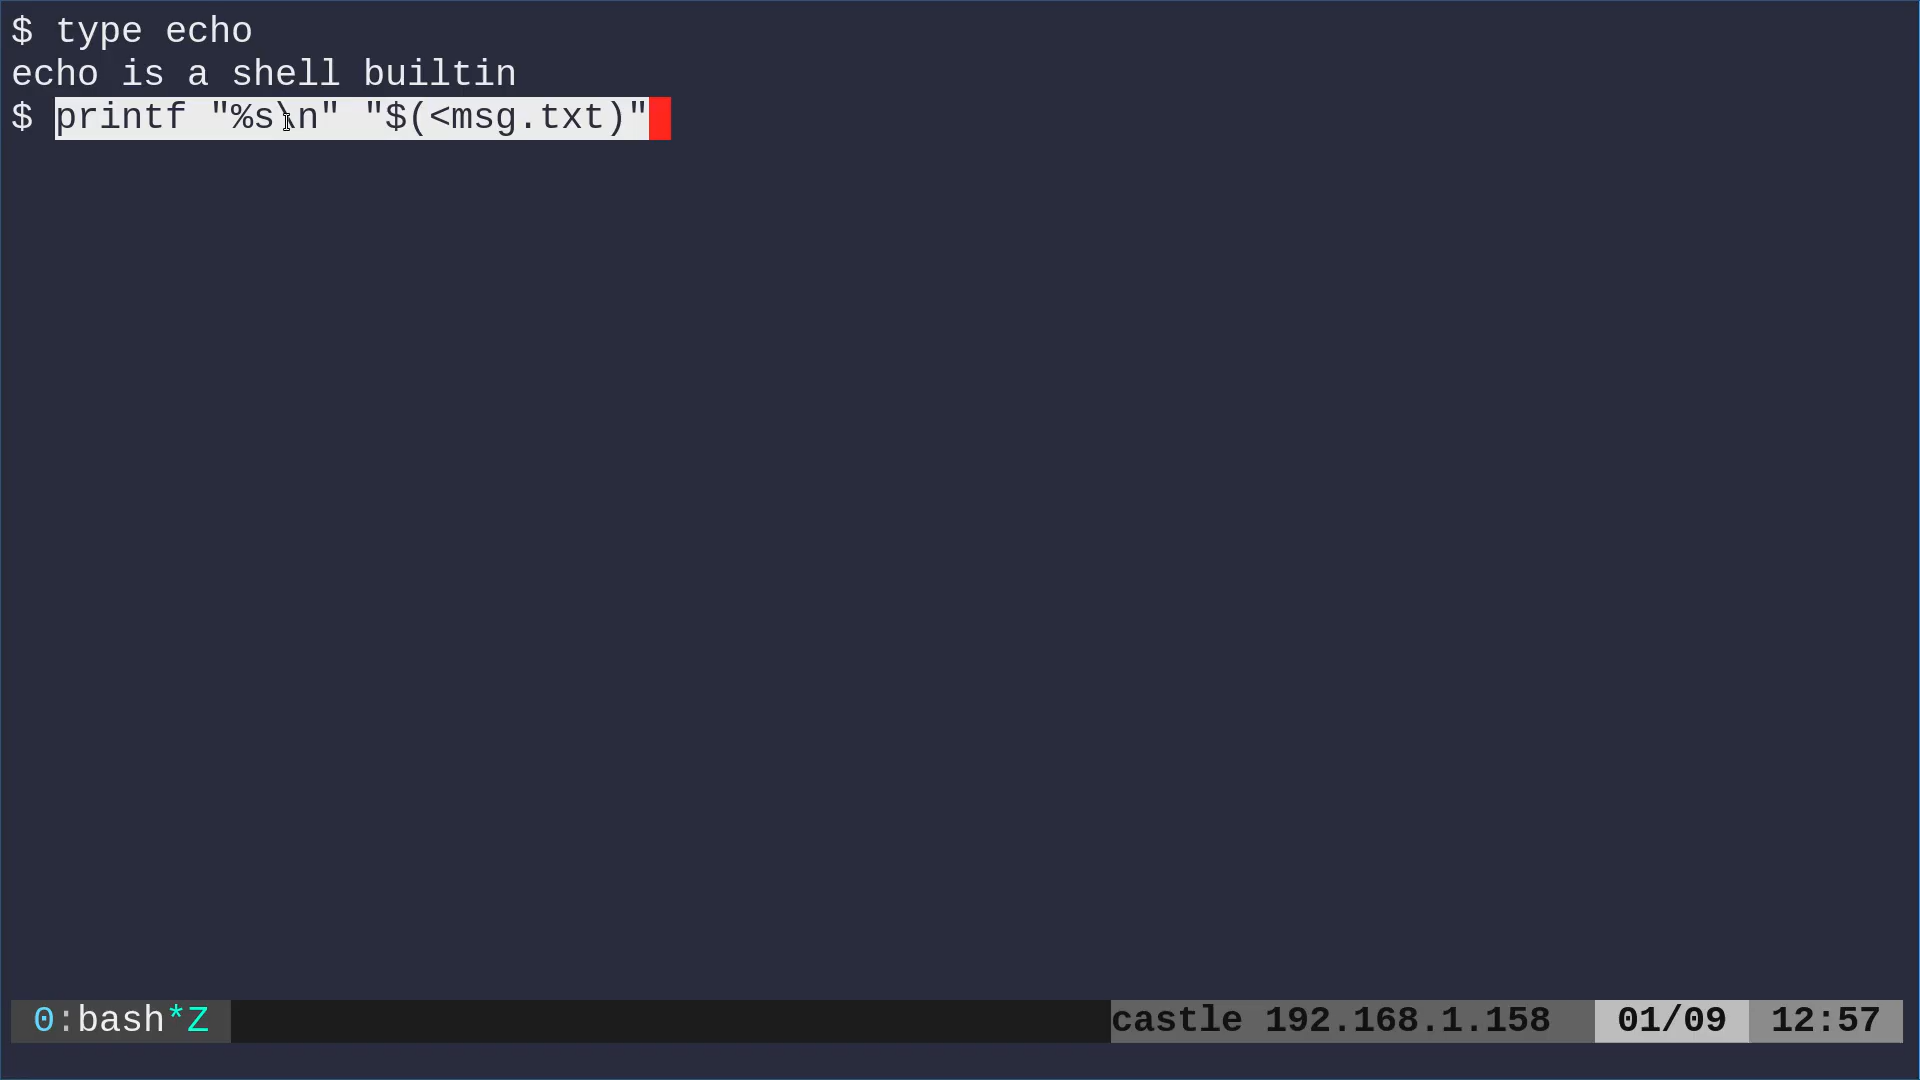 $ type echo
echo is a shell builtin
$ printf "%s\n" "$(<msg.txt)"
0:bash*Z castle 192.168.1.158 01/09 12:57